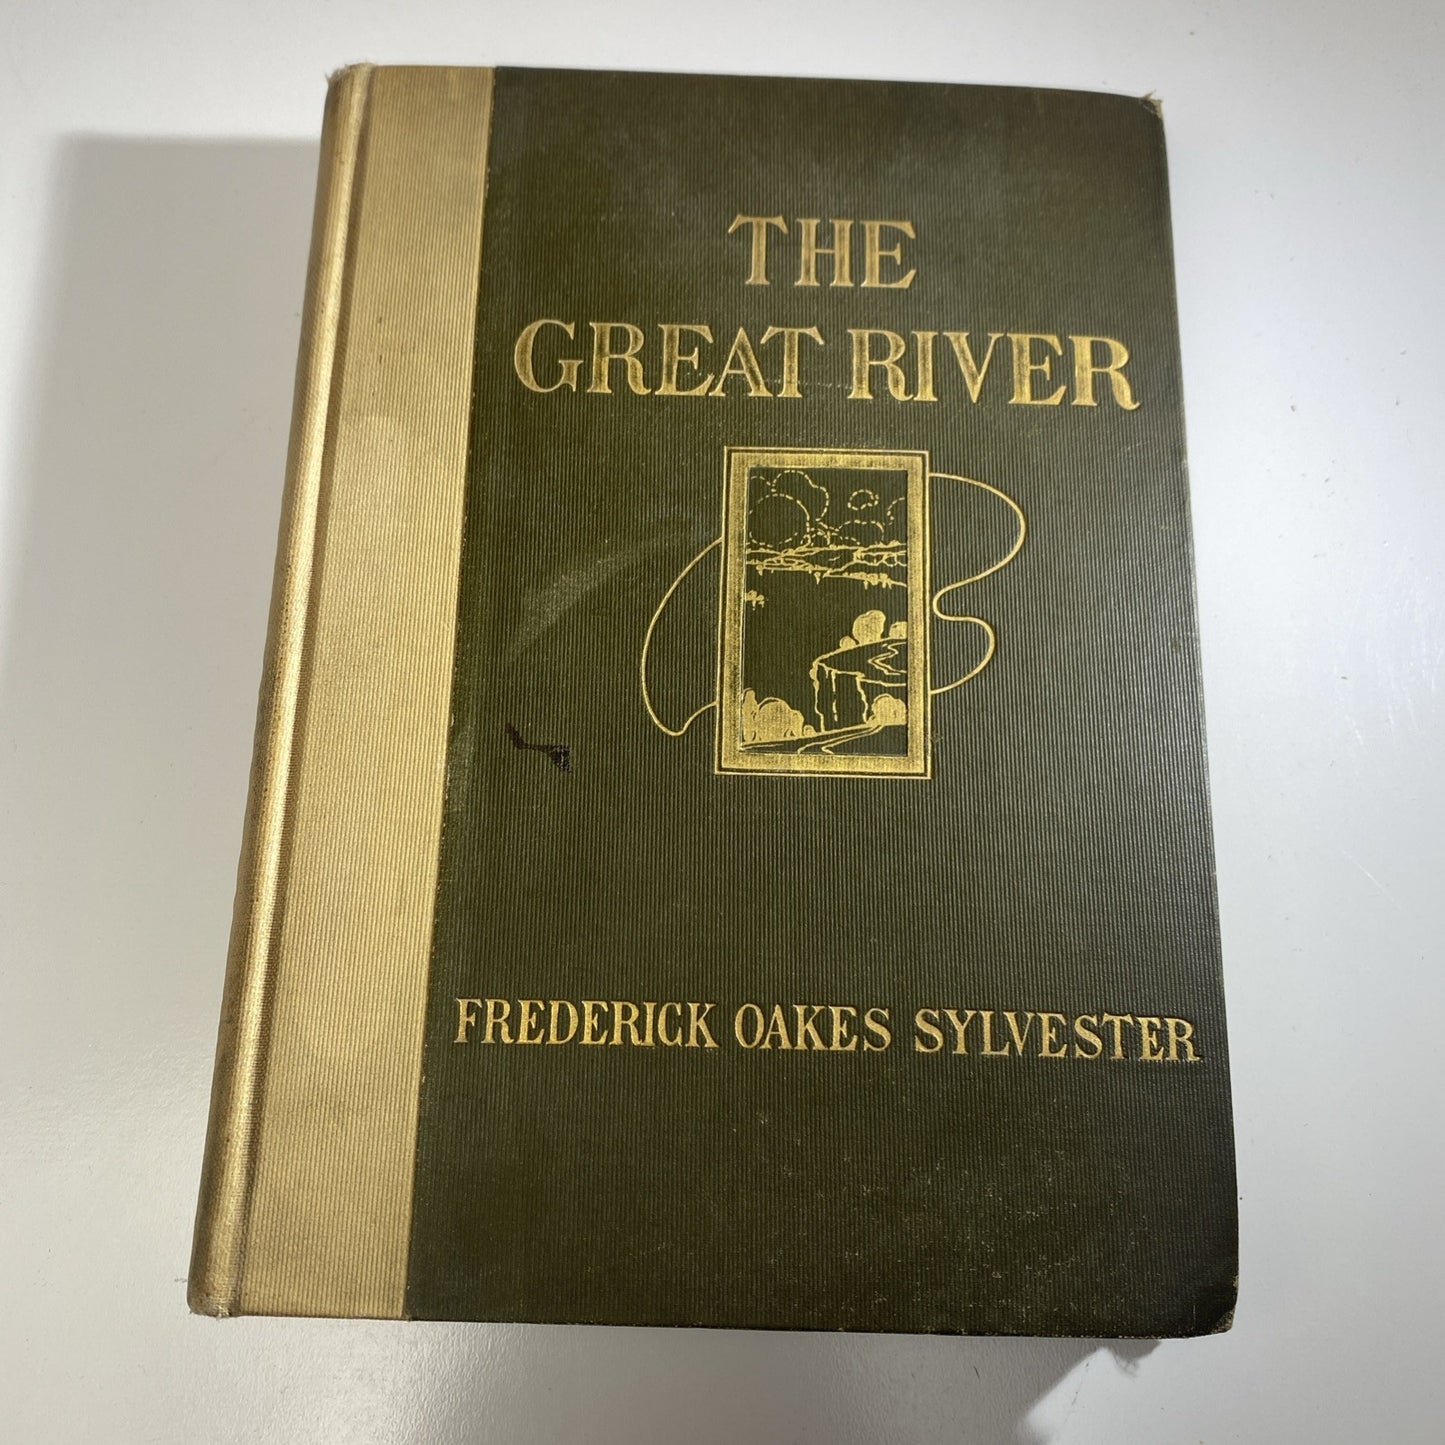 THE
GREAT RIVER
FREDERICK OAKES SYLVESTER